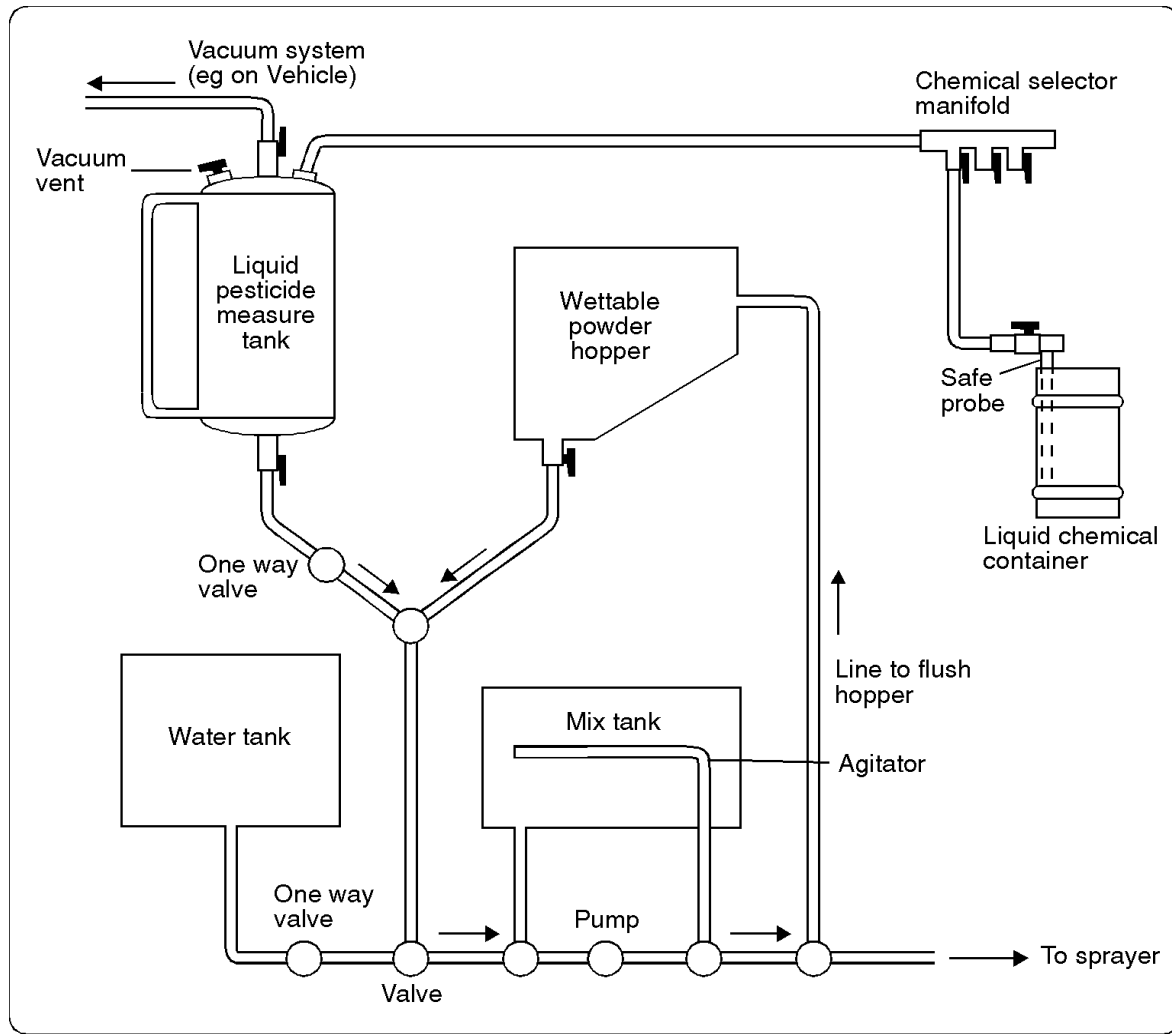 Vacuum system
(eg on Vehicle)
Chemical selector
manifold
Vacuum
vent
Liquid
pesticide
measure
tank
Wettable
powder
hopper
Safe
probe
Liquid chemical
container
One way
valve
Line to flush
hopper
Water tank
Mix tank
Agitator
One way
valve
Pump
Valve
To sprayer